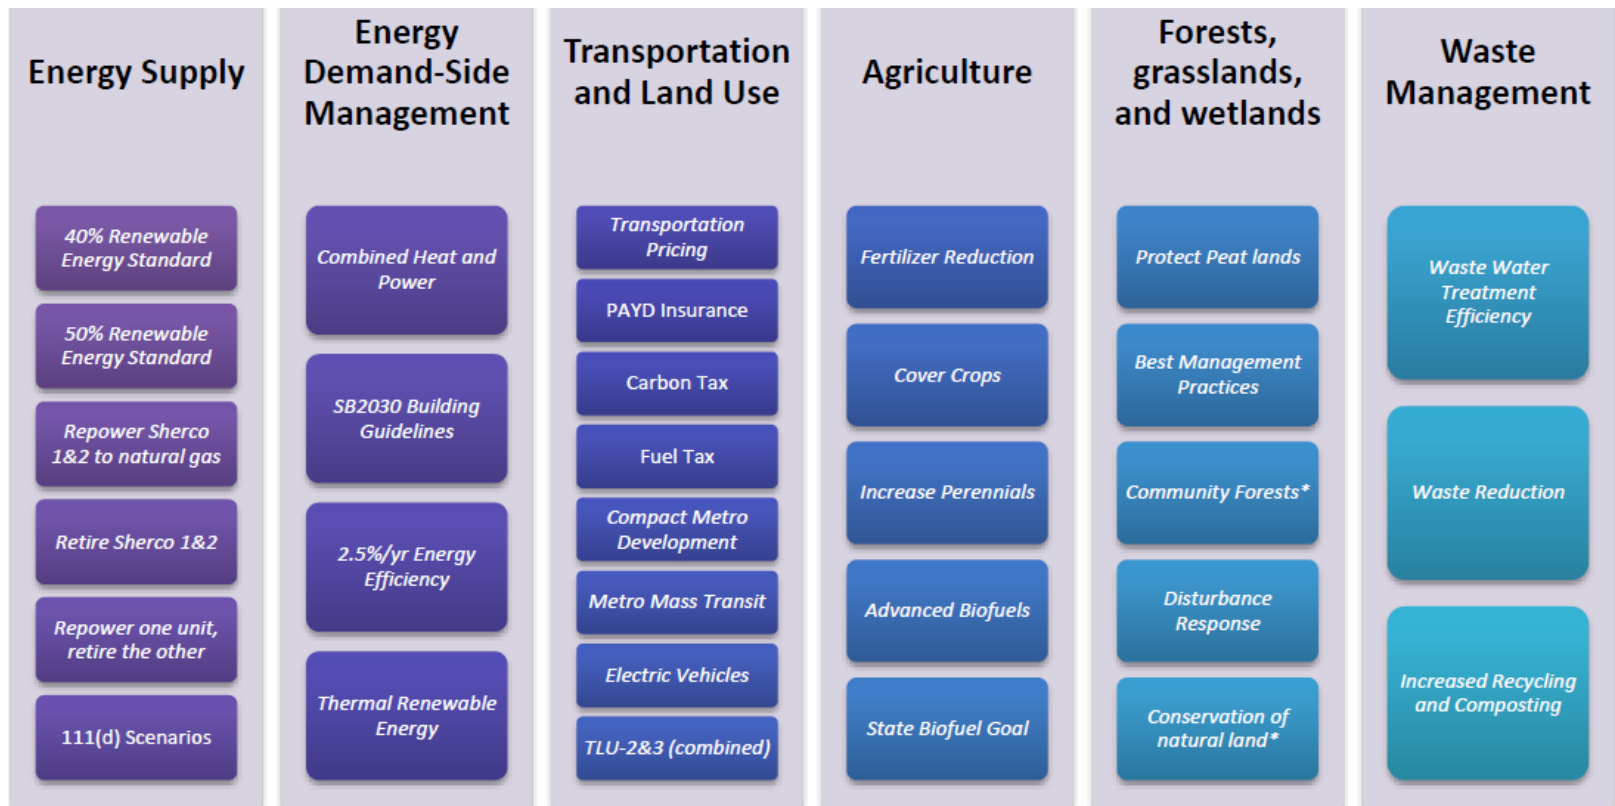 Energy Supply
40% Renewable
Energy Standard
50% Renewable
Energy Standard
Repower Sherco
1&2 to natural gas
Retire Sherco 1&2
Repower one unit,
retire the other
111(d) Scenarios
Energy
Demand-Side
Management
Combined Heat and
Power
SB2030 Building
Guidelines
2.5%/yr Energy
Efficiency
Thermal Renewable
Energy
Transportation
and Land Use
Transportation
Pricing
PAYD Insurance
Carbon Tax
Fuel Tax
Compact Metro
Development
Metro Mass Transit
Electric Vehicles
TLU-2&3 (combined)
Agriculture
Fertilizer Reduction
Cover Crops
Increase Perennials
Advanced Biofuels
State Biofuel Goal
Forests,
grasslands,
and wetlands
Protect Peat lands
Best Management
Practices
Community Forests*
Disturbance
Response
Conservation of
natural land*
Waste
Management
Waste Water
Treatment
Efficiency
Waste Reduction
Increased Recycling
and Composting